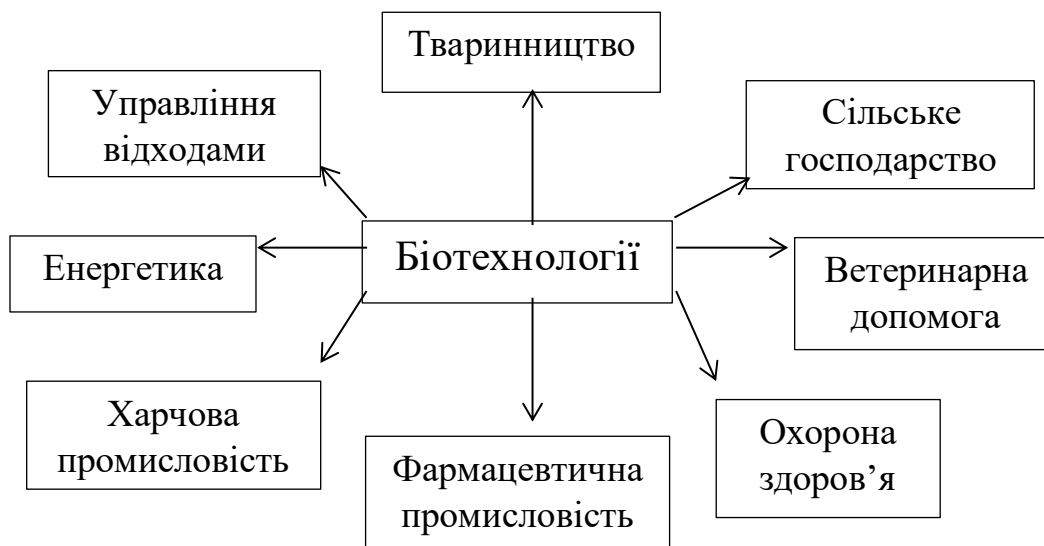 Тваринництво
Управління
відходами
Сільське
господарство
Біотехнології
Енергетика
Ветеринарна
допомога
Харчова
промисловість
Охорона
здоров’я
Фармацевтична
промисловість